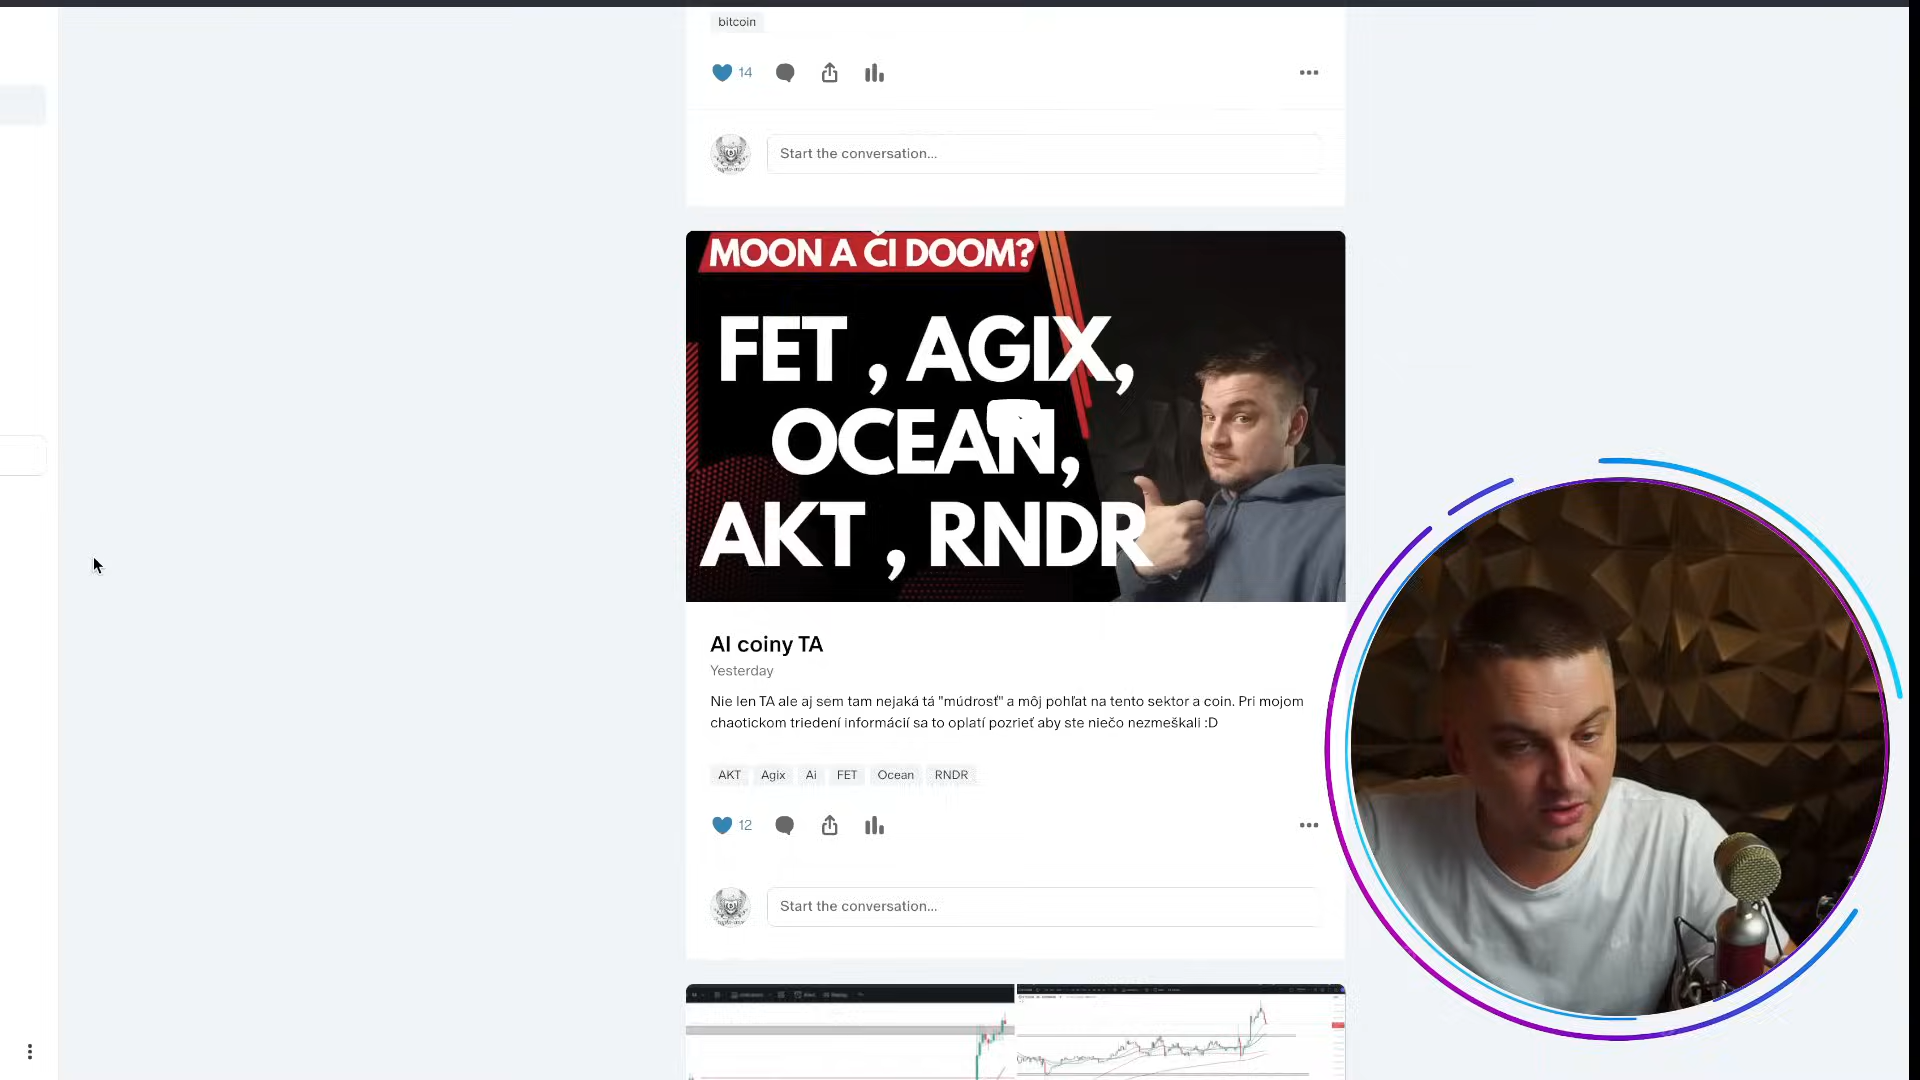 bitcoin
14
Start the conversation...
MOON A ČI DOOM?
FET , AGIX,
OCEAN,
AKT , RNDR
AI coiny TA
Yesterday
Nie len TA ale aj sem tam nejaká tá "múdrosť" a môj pohľat na tento sektor a coin. Pri mojom
chaotickom triedení informácií sa to oplatí pozrieť aby ste niečo nezmeškali :D
AKT Agix Ai FET Ocean RNDR
12
Start the conversation...